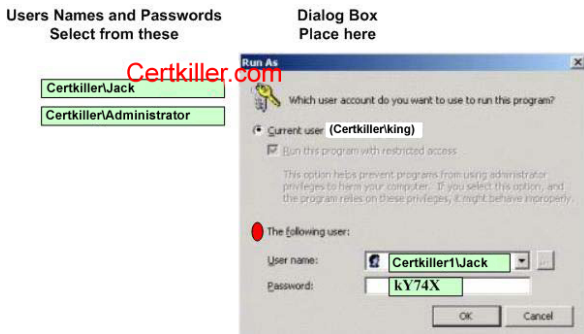 Users Names and Passwords
Select from these
Dialog Box
Place here
Certkiller.com
Certkiller\Jack
Certkiller\Administrator
Run As
Which user account do you want to use to run this program?
Current user (Certkiller\king)
Run this program with restricted access
This option helps prevent programs from using administrator
privileges to harm your computer. If you select this option, and
the program relies on these privileges, it might behave improperly.
The following user:
User name: Certkiller1\Jack ...
Password: kY74X
OK Cancel